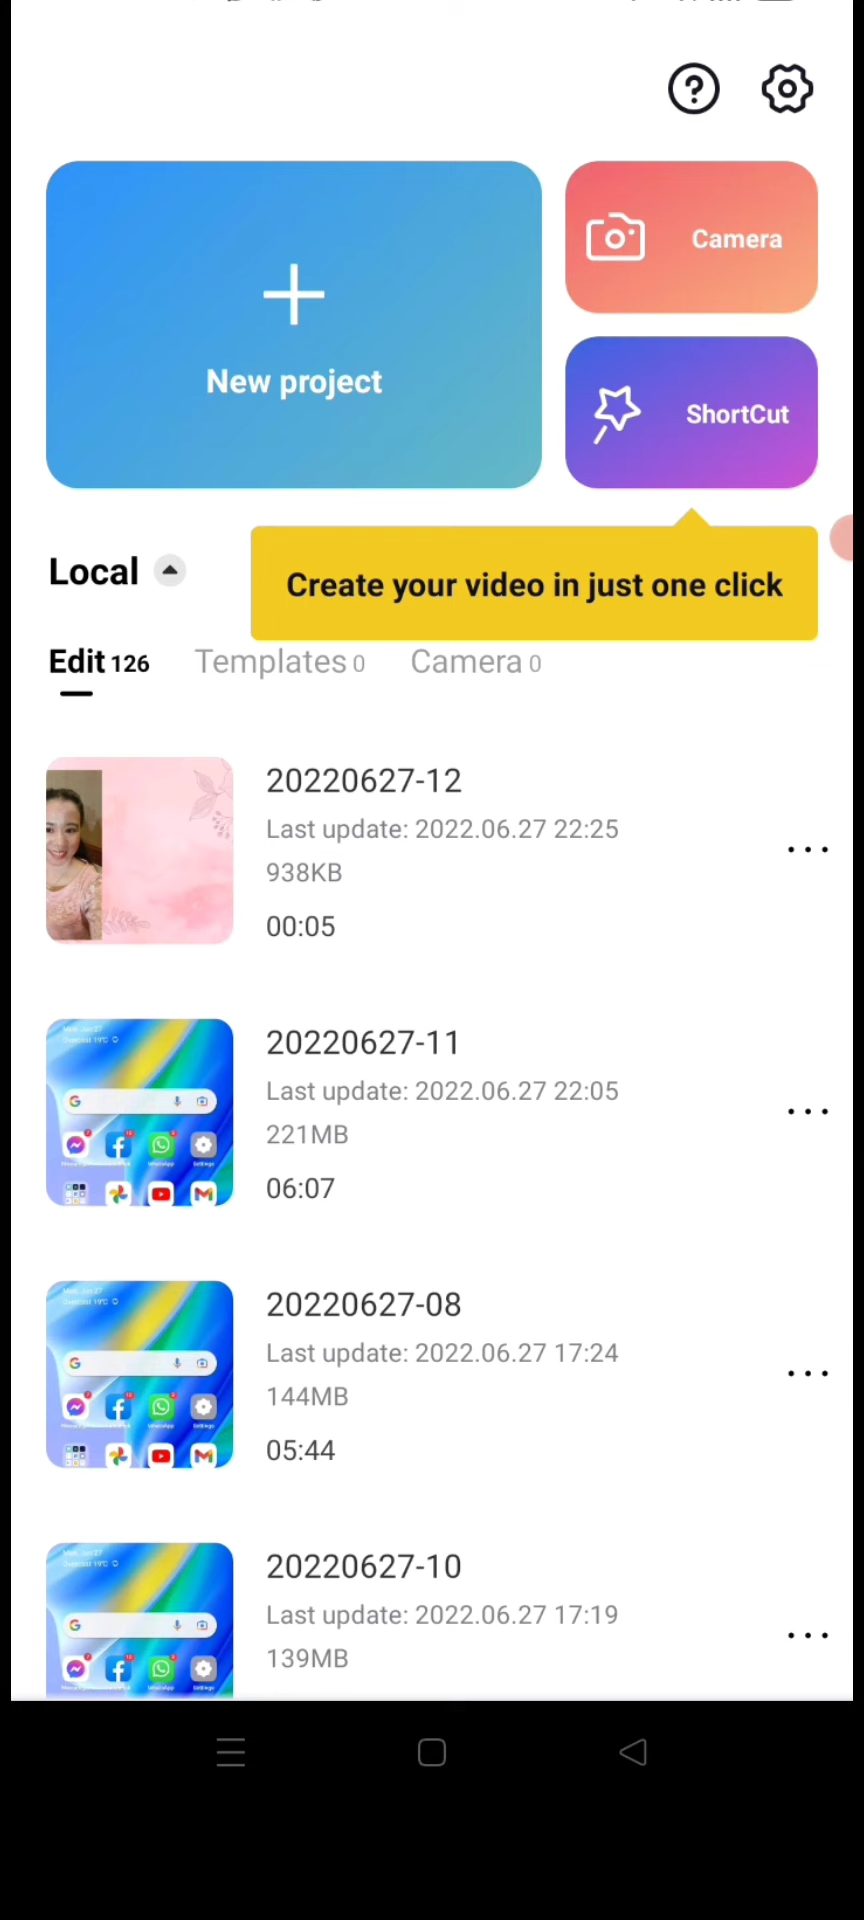 Camera
New project
ShortCut
Local
Create your video in just one click
Edit 126 Templates 0 Camera 0
20220627-12
Last update: 2022.06.27 22:25
938KB
00:05
20220627-11
Last update: 2022.06.27 22:05
221MB
06:07
20220627-08
Last update: 2022.06.27 17:24
144MB
05:44
20220627-10
Last update: 2022.06.27 17:19
139MB